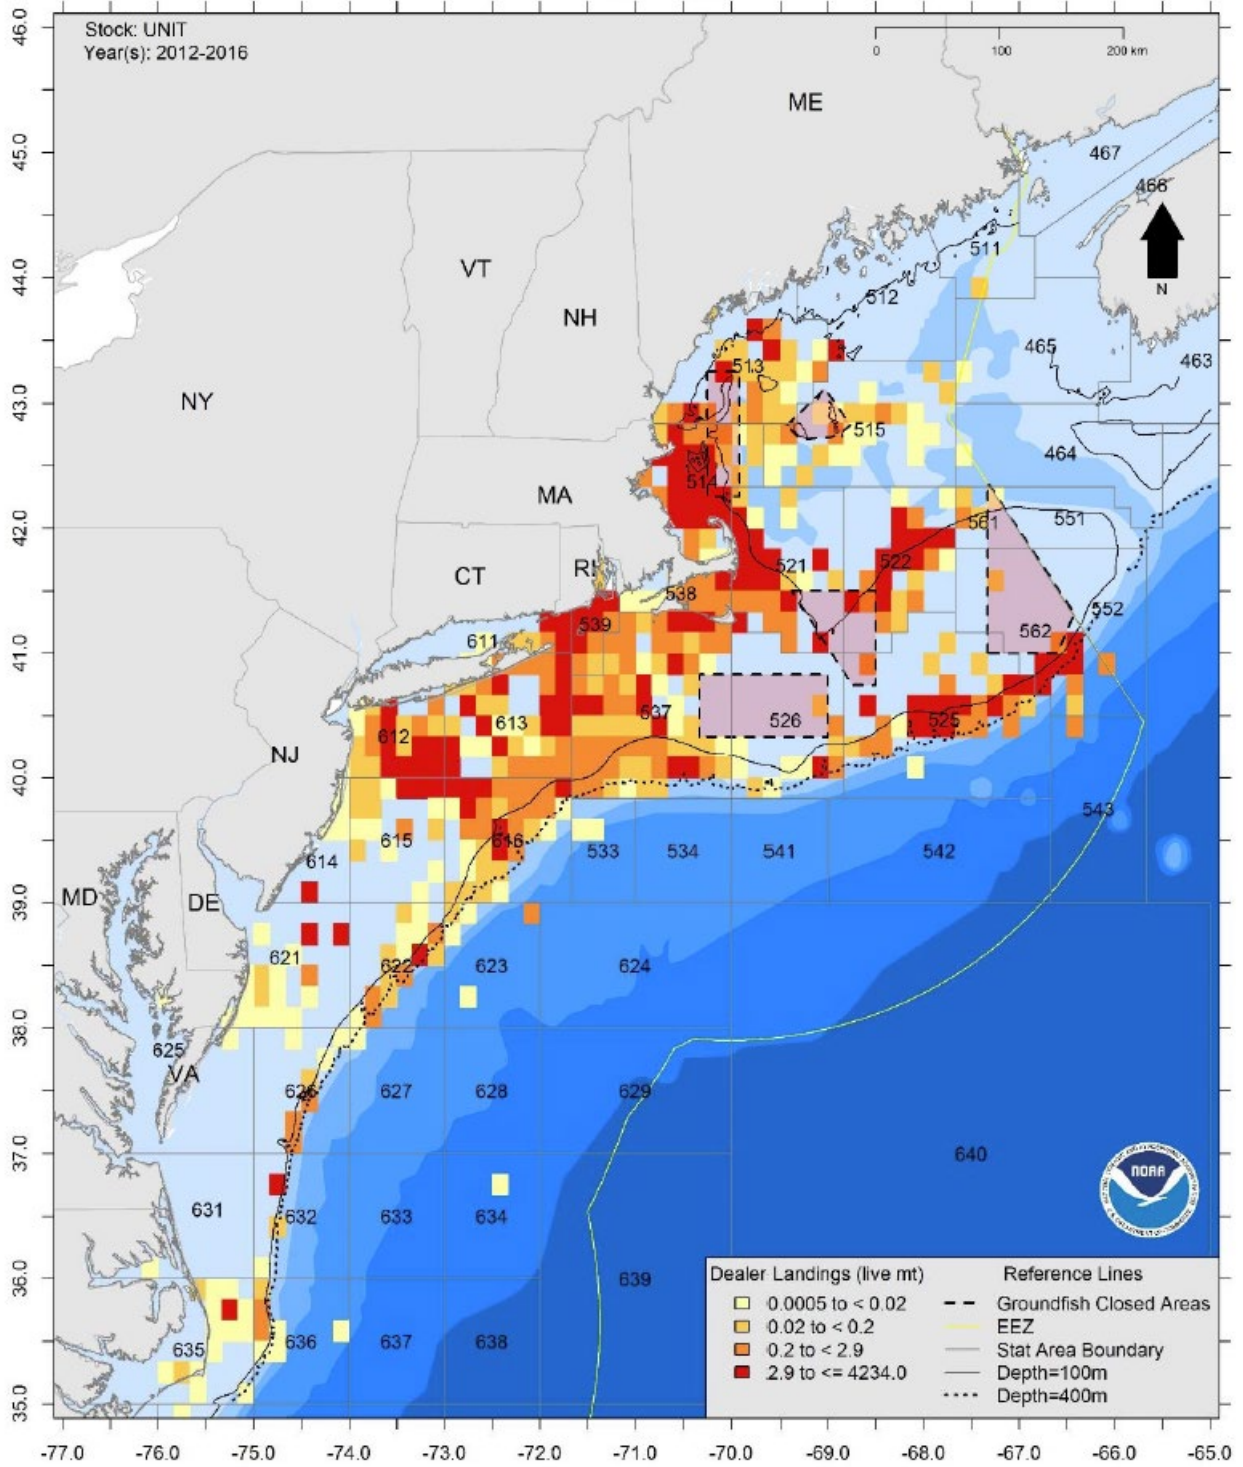 Stock: UNIT
Year(s): 2012-2016
0 100 200 km
46.0
45.0
44.0
43.0
42.0
41.0
40.0
39.0
38.0
37.0
36.0
35.0
ME
VT
NH
NY
MA
CT
RI
NJ
MD
DE
VA
N
467
466
511
512
465
463
513
515
464
514
561
551
521
522
538
552
539
562
611
537
526
525
612
613
543
615
616
614
533
534
541
542
621
622
623
624
625
626
627
628
629
640
631
632
633
634
639
635
636
637
638
NOAA
Dealer Landings (live mt)
0.0005 to < 0.02
0.02 to < 0.2
0.2 to < 2.9
2.9 to <= 4234.0
Reference Lines
Groundfish Closed Areas
EEZ
Stat Area Boundary
Depth=100m
Depth=400m
-77.0 -76.0 -75.0 -74.0 -73.0 -72.0 -71.0 -70.0 -69.0 -68.0 -67.0 -66.0 -65.0